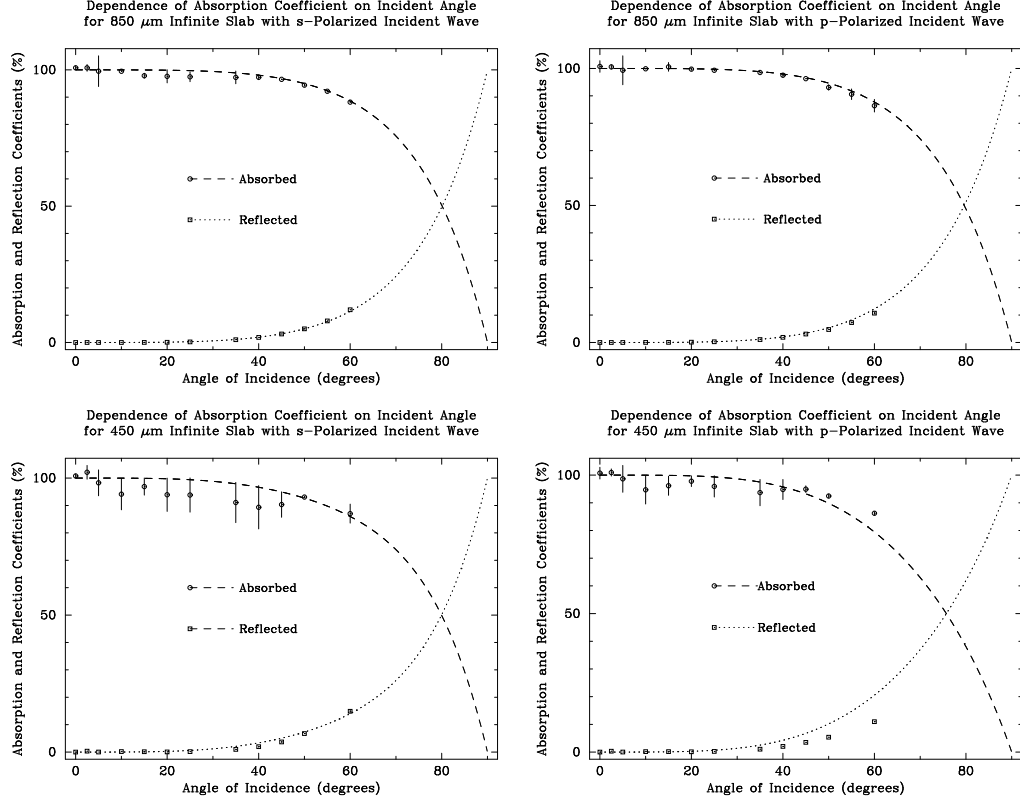 Dependence of Absorption Coefficient on Incident Angle
for 850 μm Infinite Slab with s-Polarized Incident Wave
Absorption and Reflection Coefficients (%)
100
50
0
Absorbed
Reflected
0 20 40 60 80
Angle of Incidence (degrees)
Dependence of Absorption Coefficient on Incident Angle
for 850 μm Infinite Slab with p-Polarized Incident Wave
Absorption and Reflection Coefficients (%)
100
50
0
Absorbed
Reflected
0 20 40 60 80
Angle of Incidence (degrees)
Dependence of Absorption Coefficient on Incident Angle
for 450 μm Infinite Slab with s-Polarized Incident Wave
Absorption and Reflection Coefficients (%)
100
50
0
Absorbed
Reflected
0 20 40 60 80
Angle of Incidence (degrees)
Dependence of Absorption Coefficient on Incident Angle
for 450 μm Infinite Slab with p-Polarized Incident Wave
Absorption and Reflection Coefficients (%)
100
50
0
Absorbed
Reflected
0 20 40 60 80
Angle of Incidence (degrees)